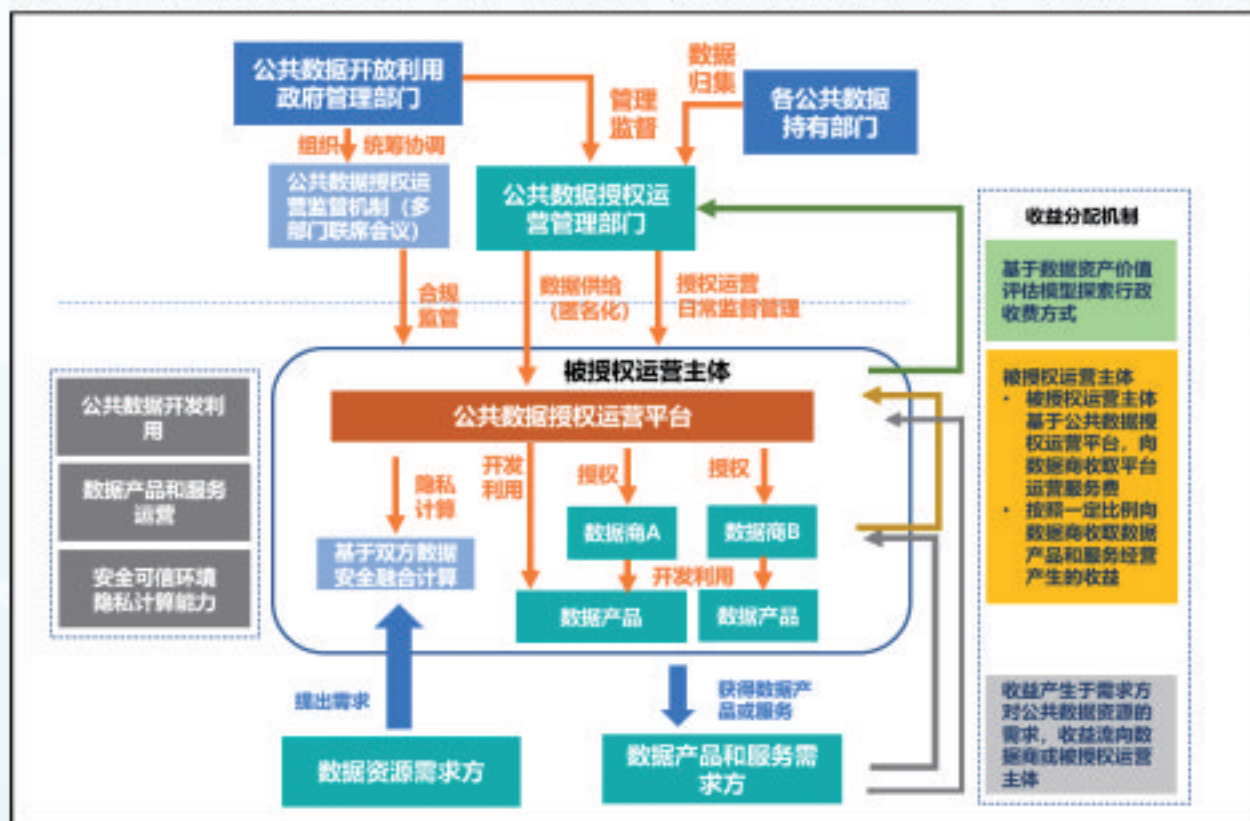 公共数据开放利用
政府管理部门
数据
归集
各公共数据
持有部门
管理
监督
组织
统筹协调
公共数据授权运
营监督机制（多
部门联席会议）
公共数据授权运
营管理部门
合规
监管
数据供给
（匿名化）
授权运营
日常监督管理
收益分配机制
基于数据资产价值
评估模型探索行政
收费方式
被授权运营主体
• 被授权运营主体
基于公共数据授
权运营平台，向
数据商收取平台
运营服务费
• 按照一定比例向
数据商收取数据
产品和服务经营
产生的收益
收益产生于需求方
对公共数据资源的
需求，收益流向数
据商或被授权运营
主体
公共数据开发利
用
数据产品和服务
运营
安全可信环境
隐私计算能力
被授权运营主体
公共数据授权运营平台
隐私
计算
开发
利用
授权
授权
数据商A
数据商B
基于双方数据
安全融合计算
开发利用
数据产品
数据产品
提出需求
获得数据产
品或服务
数据资源需求方
数据产品和服务需
求方